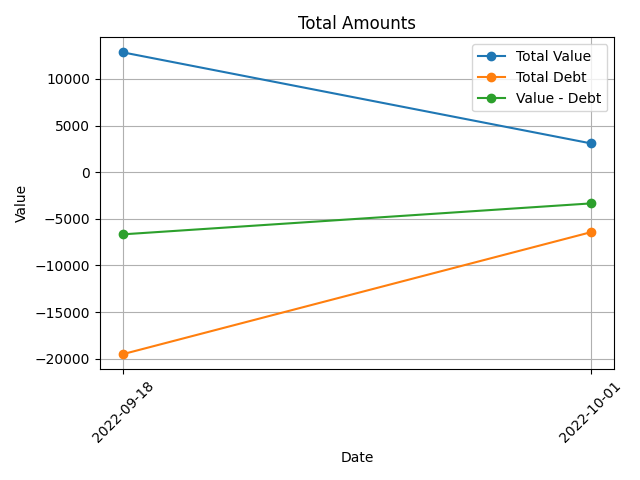 Total Amounts
Total Value
Total Debt
Value - Debt
Value
10000
5000
0
−5000
−10000
−15000
−20000
2022-09-18
2022-10-01
Date